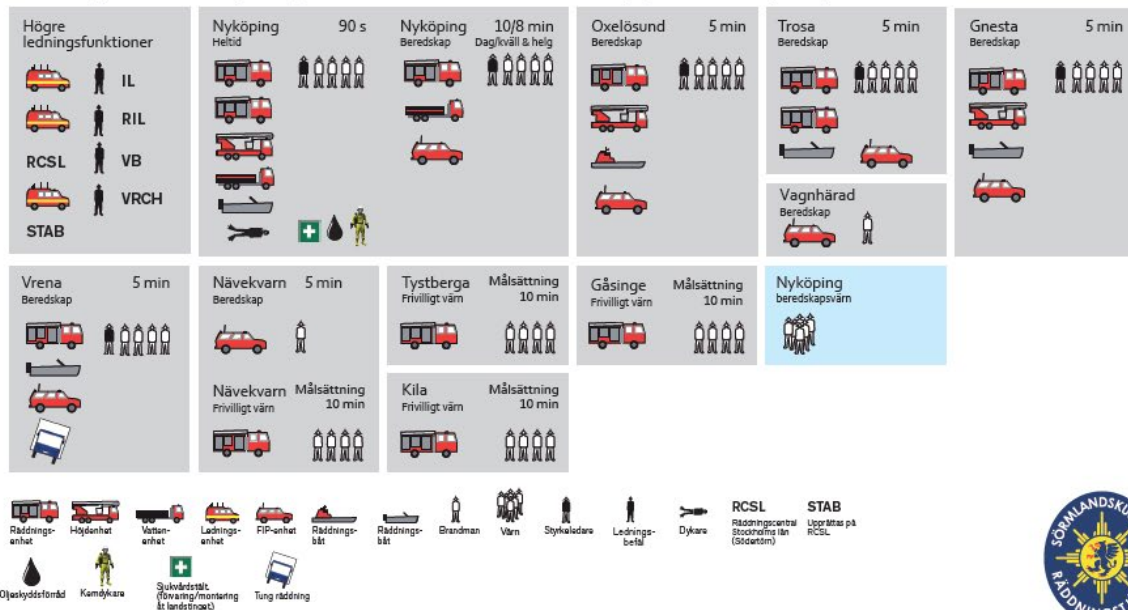 Högre
ledningsfunktioner
IL
RIL
RCSL
VB
VRCH
STAB
Nyköping 90 s
Heltid
Nyköping 10/8 min
Beredskap Dag/kväll & helg
Oxelösund 5 min
Beredskap
Trosa 5 min
Beredskap
Vagnhärad
Beredskap
Gnesta 5 min
Beredskap
Vrena 5 min
Beredskap
Nävekvarn 5 min
Beredskap
Nävekvarn Målsättning
Frivilligt värn 10 min
Tystberga Målsättning
Frivilligt värn 10 min
Kila Målsättning
Frivilligt värn 10 min
Gåsinge Målsättning
Frivilligt värn 10 min
Nyköping
beredskapsvärn
Räddnings-
enhet
Höjdenhet
Vatten-
enhet
Lednings-
enhet
FIP-enhet
Räddnings-
båt
Räddnings-
båt
Brandman
Värn
Styrkeledare
Lednings-
befäl
Dykare
RCSL
Räddningscentral
Stockholms län
(Södertörn)
STAB
Upprättas på
RCSL
Oljeskyddsförråd
Kemdykare
Sjukvårdstält.
(förvaring/montering
åt landstinget)
Tung räddning
SÖRMLANDSKU
RÄDDNINGSTJ